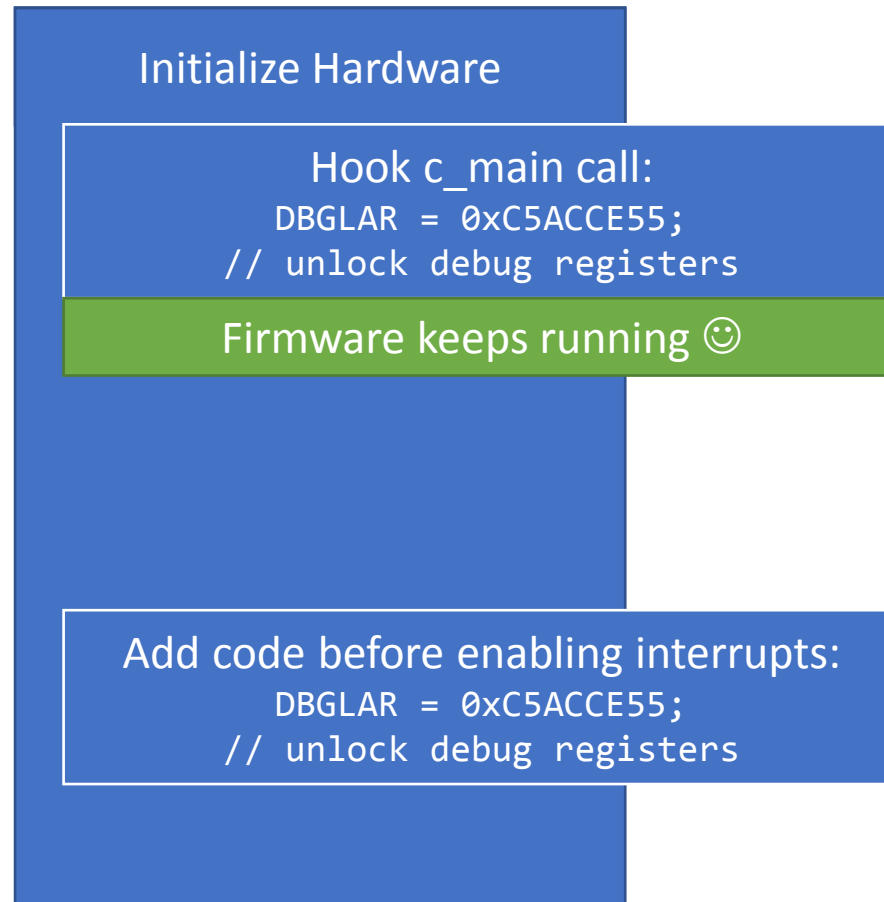 Initialize Hardware
Hook c_main call:
DBGLAR = 0xC5ACCE55;
// unlock debug registers
Firmware keeps running ☺
Add code before enabling interrupts:
DBGLAR = 0xC5ACCE55;
// unlock debug registers